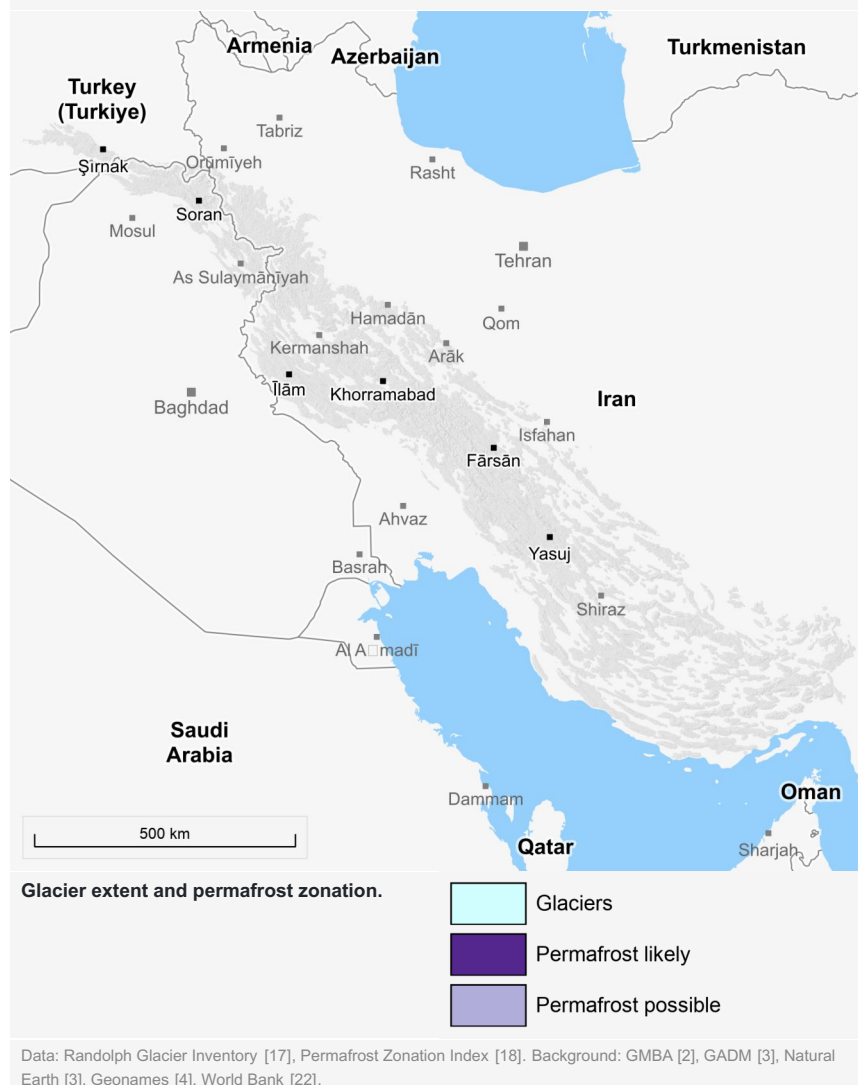 Armenia
Azerbaijan
Turkmenistan
Turkey
(Turkiye)
Tabriz
Şırnak
Orūmīyeh
Rasht
Soran
Mosul
Tehran
As Sulaymānīyah
Hamadān
Qom
Kermanshah
Arāk
Īlām
Khorramabad
Baghdad
Iran
Isfahan
Fārsān
Ahvaz
Yasuj
Basrah
Shiraz
Al A□madī
Saudi
Arabia
Dammam
Oman
500 km
Qatar
Sharjah
Glacier extent and permafrost zonation.
Glaciers
Permafrost likely
Permafrost possible
Data: Randolph Glacier Inventory [17], Permafrost Zonation Index [18]. Background: GMBA [2], GADM [3], Natural
Earth [3], Geonames [4], World Bank [22].